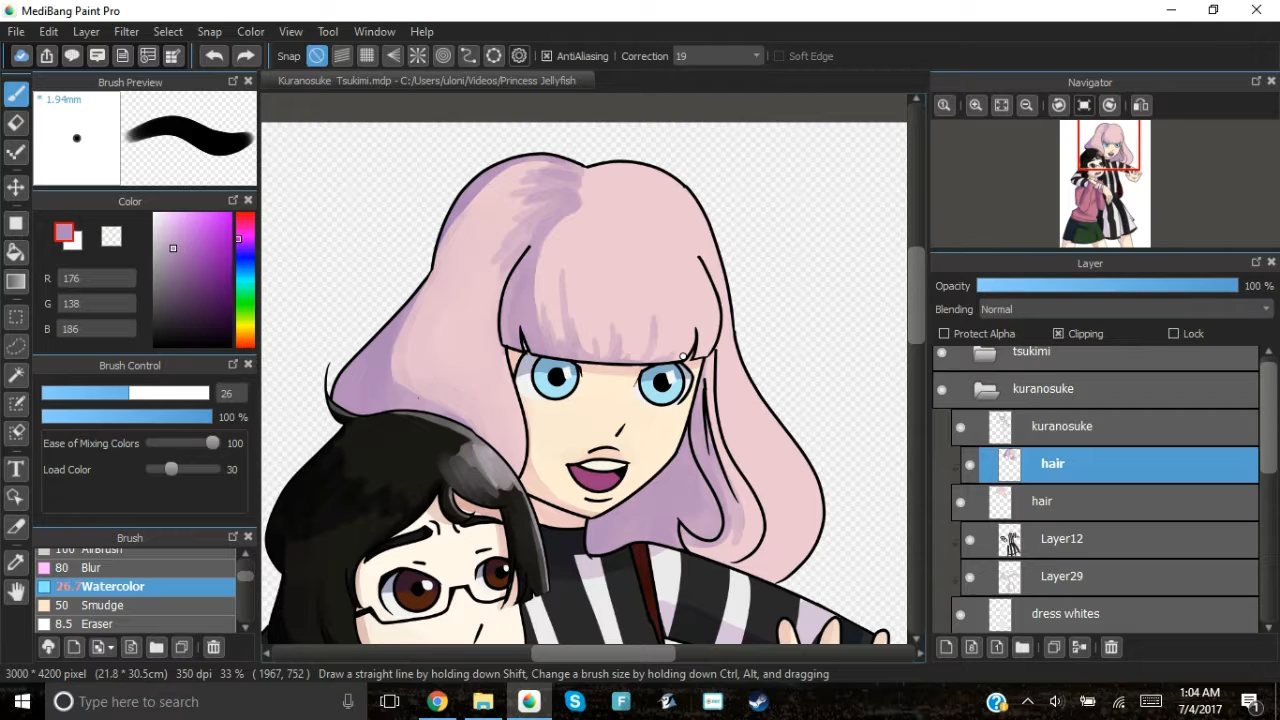 MediBang Paint Pro
File Edit Layer Filter Select Snap Color View Tool Window Help
Snap AntiAliasing Correction 19 Soft Edge
Brush Preview
Kuranosuke Tsukimi.mdp - C:/Users/uloni/Videos/Princess Jellyfish
Navigator
* 1.94mm
Color
R 176
G 138
B 186
Brush Control
26
100 %
Ease of Mixing Colors 100
Load Color 30
Brush
100 AirBrush
80 Blur
26.7 Watercolor
50 Smudge
8.5 Eraser
Layer
Opacity 100 %
Blending Normal
Protect Alpha Clipping Lock
tsukimi
kuranosuke
kuranosuke
hair
hair
Layer12
Layer29
dress whites
3000 * 4200 pixel (21.8 * 30.5cm) 350 dpi 33 % ( 1967, 752 ) Draw a straight line by holding down Shift, Change a brush size by holding down Ctrl, Alt, and dragging
Type here to search
1:04 AM
7/4/2017